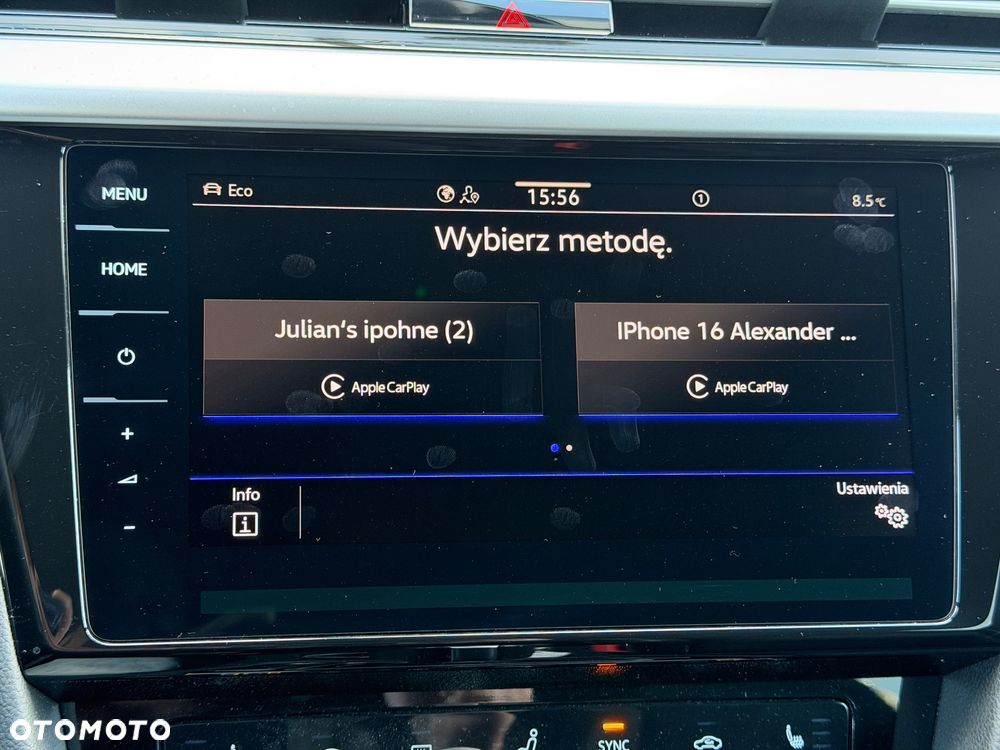 MENU
Eco
15:56
1
8.5°C
HOME
Wybierz metodę.
Julian's ipohne (2)
IPhone 16 Alexander ...
Apple CarPlay
Apple CarPlay
+
-
Info
i
Ustawienia
SYNC
OTOMOTO